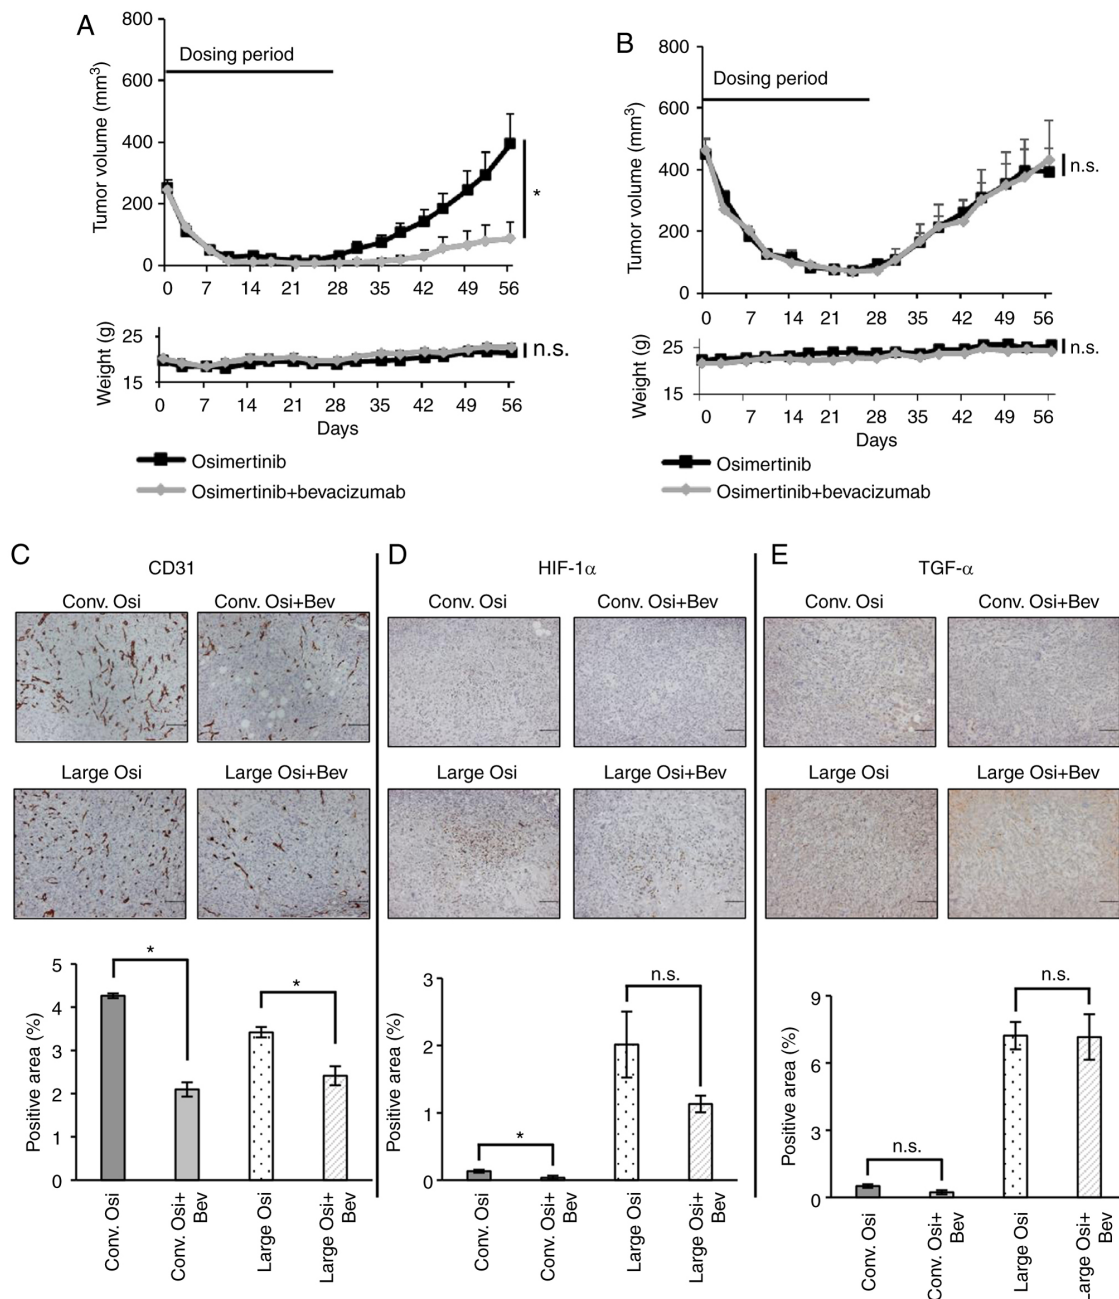 A
800
Dosing period
600
400
200
0
Tumor volume (mm3)
*
0 7 14 21 28 35 42 49 56
25
15
Weight (g)
n.s.
0 7 14 21 28 35 42 49 56
Days
Osimertinib
Osimertinib+bevacizumab
B
800
Dosing period
600
400
200
0
Tumor volume (mm3)
n.s.
0 7 14 21 28 35 42 49 56
25
15
Weight (g)
n.s.
0 7 14 21 28 35 42 49 56
Days
Osimertinib
Osimertinib+bevacizumab
C
CD31
Conv. Osi Conv. Osi+Bev
Large Osi Large Osi+Bev
5
4
3
2
1
0
Positive area (%)
*
*
Conv. Osi
Conv. Osi+
Bev
Large Osi
Large Osi+
Bev
D
HIF-1α
Conv. Osi Conv. Osi+Bev
Large Osi Large Osi+Bev
3
2
1
0
Positive area (%)
*
n.s.
Conv. Osi
Conv. Osi+
Bev
Large Osi
Large Osi+
Bev
E
TGF-α
Conv. Osi Conv. Osi+Bev
Large Osi Large Osi+Bev
9
6
3
0
Positive area (%)
n.s.
n.s.
Conv. Osi
Conv. Osi+
Bev
Large Osi
Large Osi+
Bev